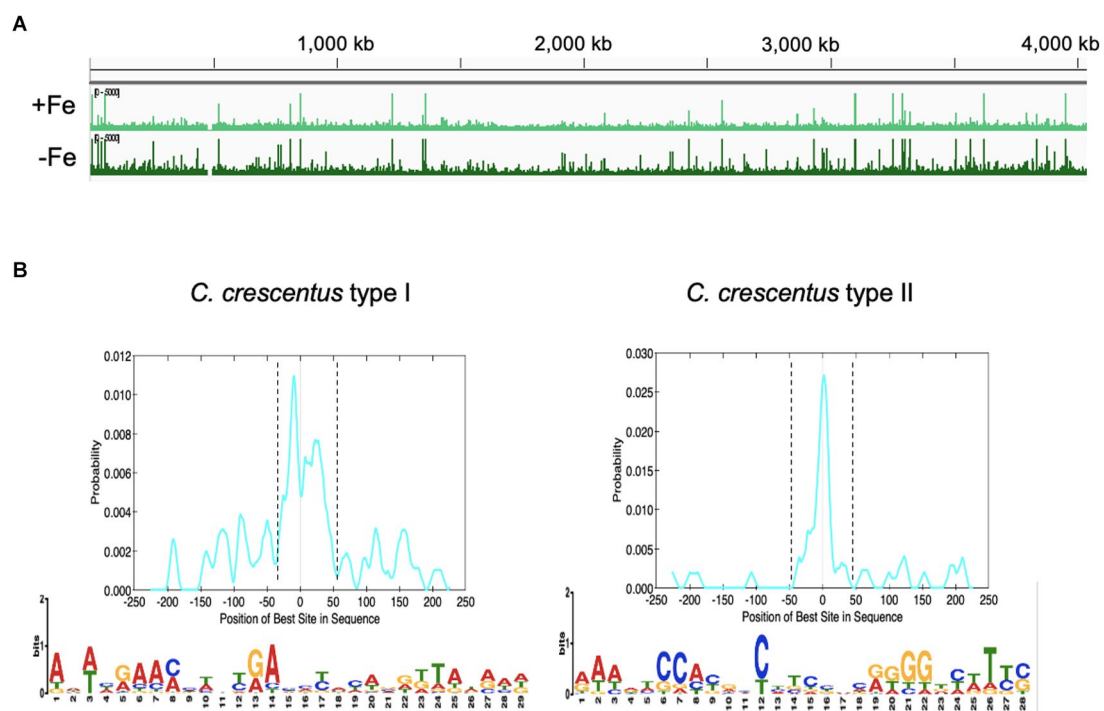 A
1,000 kb 2,000 kb 3,000 kb 4,000 kb
+Fe
[0 - 5000]
-Fe
[0 - 5000]
B
C. crescentus type I
C. crescentus type II
0.012
0.010
0.008
0.006
0.004
0.002
0.000
Probability
-250 -200 -150 -100 -50 0 50 100 150 200 250
Position of Best Site in Sequence
0.030
0.025
0.020
0.015
0.010
0.005
0.000
Probability
-250 -200 -150 -100 -50 0 50 100 150 200 250
Position of Best Site in Sequence
2
1
0
bits
1 2 3 4 5 6 7 8 9 10 11 12 13 14 15 16 17 18 19 20 21 22 23 24 25 26 27 28 29
2
1
0
bits
1 2 3 4 5 6 7 8 9 10 11 12 13 14 15 16 17 18 19 20 21 22 23 24 25 26 27 28